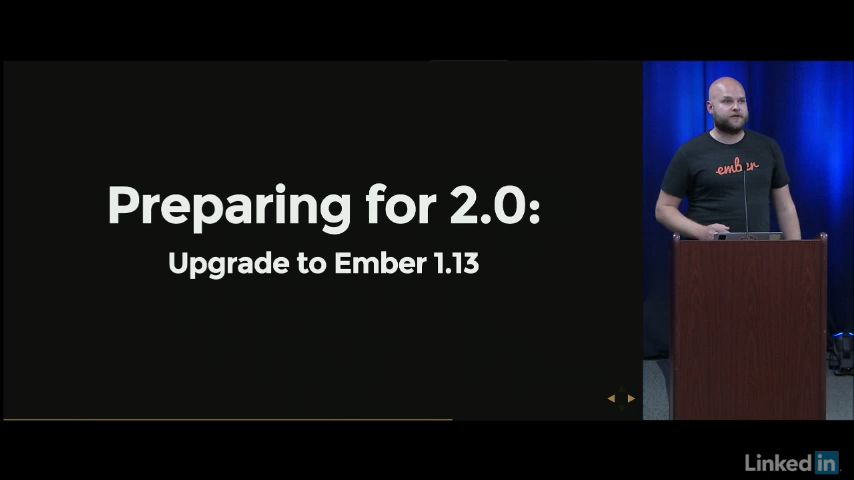 Preparing for 2.0:
Upgrade to Ember 1.13
ember
Linked in